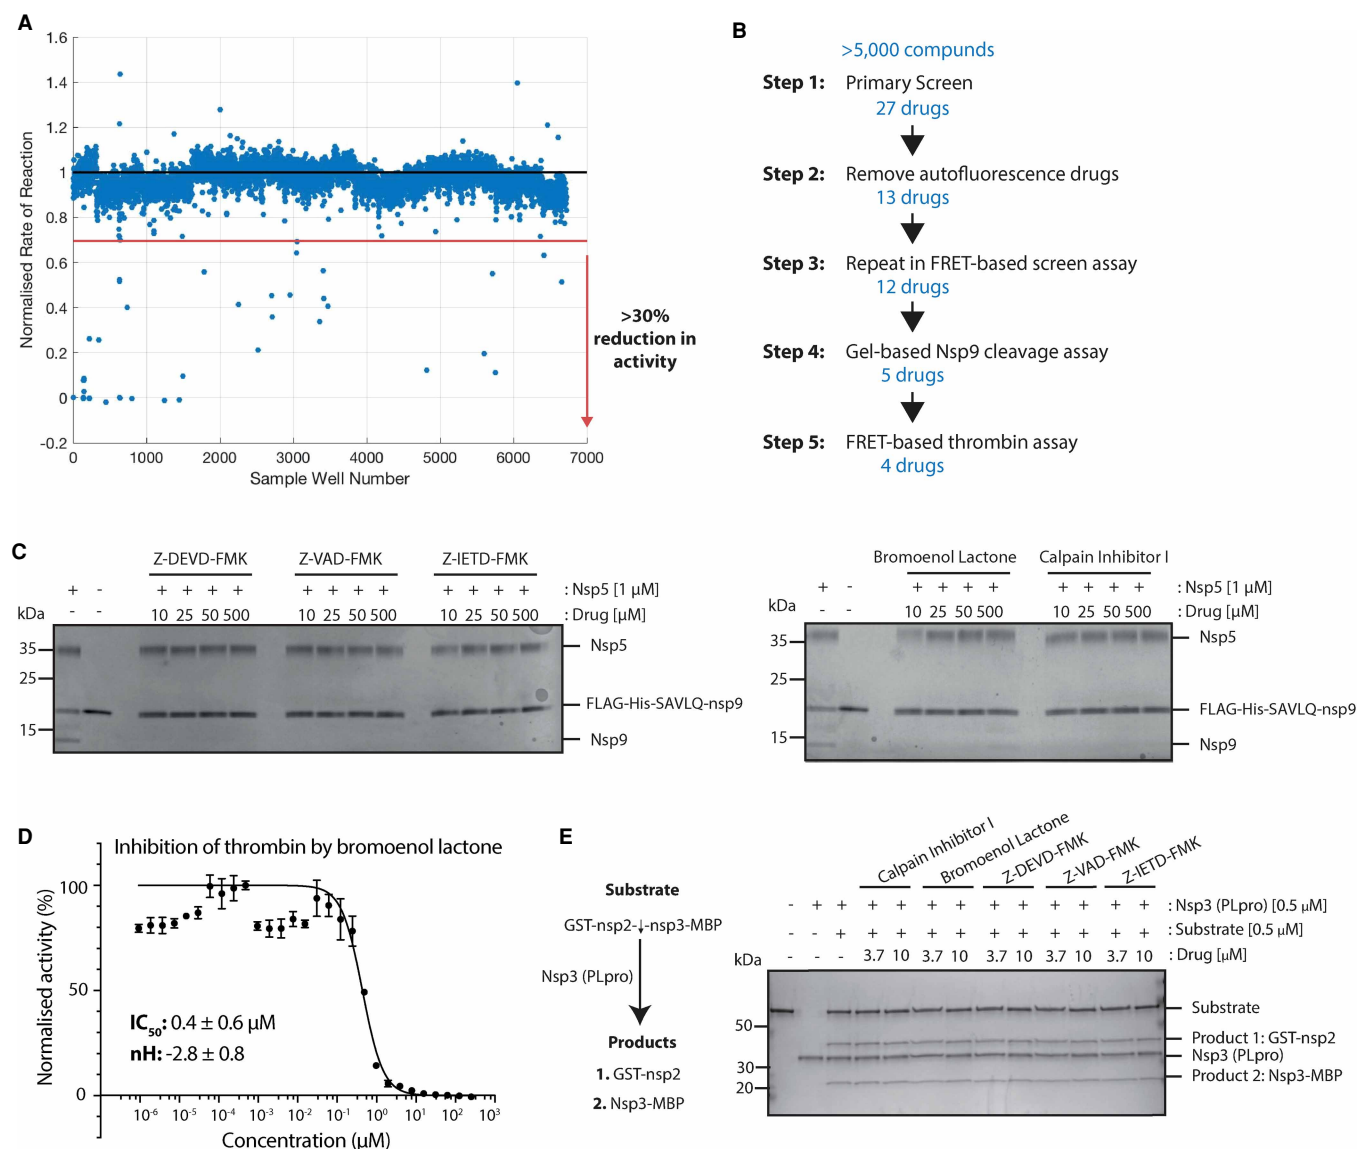 A
1.6
1.4
1.2
1
0.8
0.6
0.4
0.2
0
-0.2
Normalised Rate of Reaction
0 1000 2000 3000 4000 5000 6000 7000
Sample Well Number
>30%
reduction in
activity
B
>5,000 compunds
Step 1: Primary Screen
27 drugs
Step 2: Remove autofluorescence drugs
13 drugs
Step 3: Repeat in FRET-based screen assay
12 drugs
Step 4: Gel-based Nsp9 cleavage assay
5 drugs
Step 5: FRET-based thrombin assay
4 drugs
C
Z-DEVD-FMK Z-VAD-FMK Z-IETD-FMK
+ - + + + + + + + + + + + + : Nsp5 [1 µM]
kDa - - 10 25 50 500 10 25 50 500 10 25 50 500 : Drug [µM]
35 Nsp5
25
FLAG-His-SAVLQ-nsp9
15
Nsp9
Bromoenol Lactone Calpain Inhibitor I
+ - + + + + + + + + : Nsp5 [1 µM]
kDa - - 10 25 50 500 10 25 50 500 : Drug [µM]
35 Nsp5
25
FLAG-His-SAVLQ-nsp9
15
Nsp9
D
Inhibition of thrombin by bromoenol lactone
100
50
0
Normalised activity (%)
IC50: 0.4 ± 0.6 µM
nH: -2.8 ± 0.8
10-6 10-5 10-4 10-3 10-2 10-1 100 101 102 103
Concentration (µM)
E
Substrate
GST-nsp2-↓-nsp3-MBP
Nsp3 (PLpro)
Products
1. GST-nsp2
2. Nsp3-MBP
Calpain Inhibitor I
Bromoenol Lactone
Z-DEVD-FMK
Z-VAD-FMK
Z-IETD-FMK
- + + + + + + + + + + + + : Nsp3 (PLpro) [0.5 µM]
- - + + + + + + + + + + + : Substrate [0.5 µM]
kDa - - - 3.7 10 3.7 10 3.7 10 3.7 10 3.7 10 : Drug [µM]
Substrate
50
Product 1: GST-nsp2
Nsp3 (PLpro)
30
Product 2: Nsp3-MBP
20